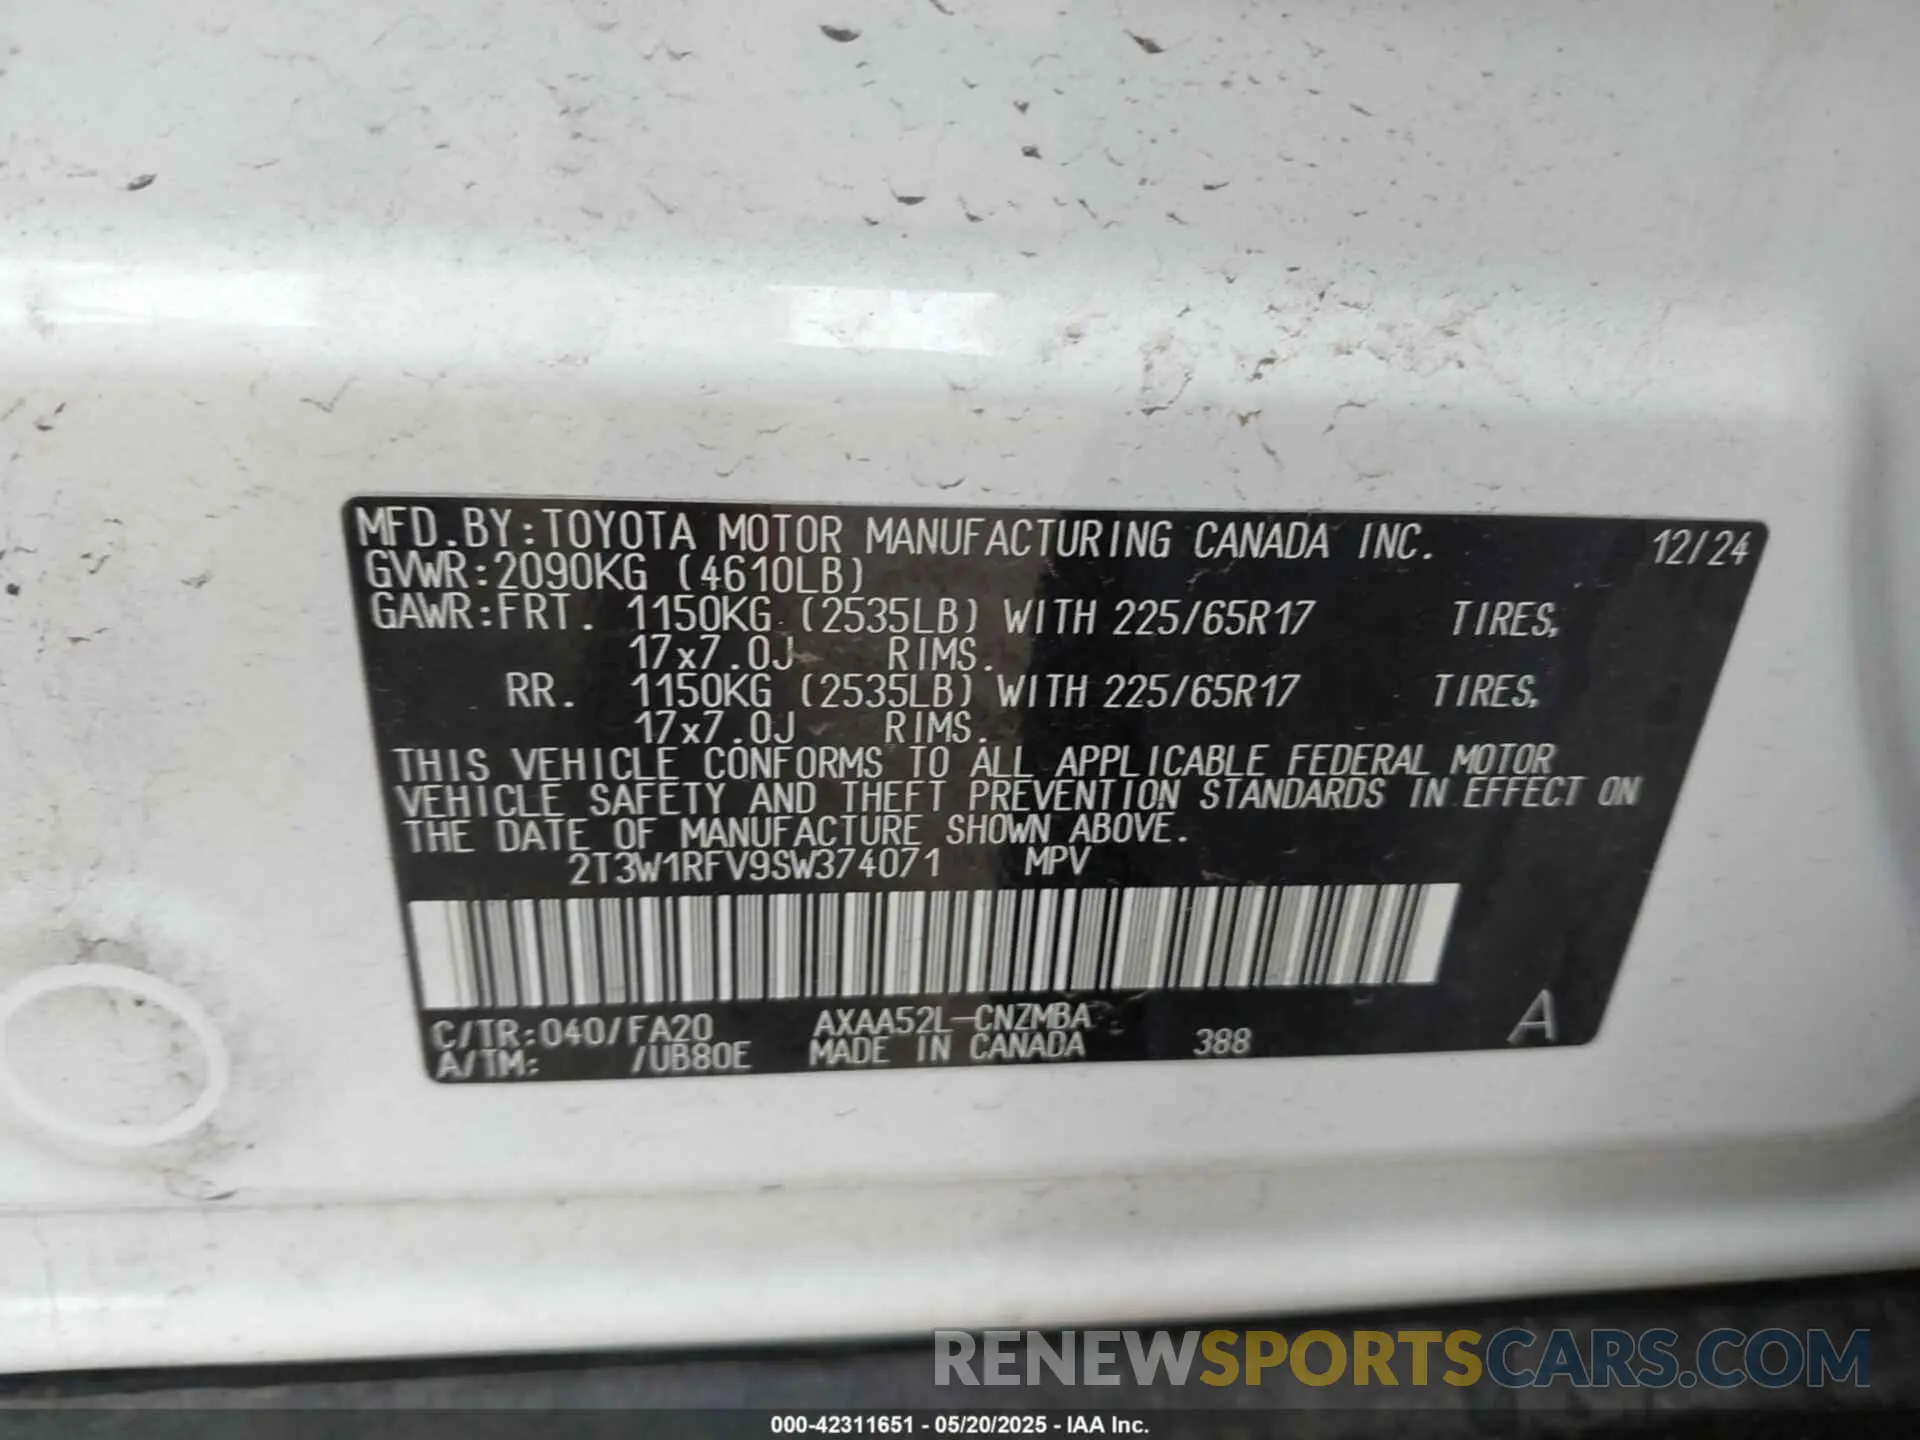 MFD.BY:TOYOTA MOTOR MANUFACTURING CANADA INC. 12/24
GVWR:2090KG (4610LB)
GAWR:FRT. 1150KG (2535LB) WITH 225/65R17 TIRES,
17x7.0J RIMS.
RR. 1150KG (2535LB) WITH 225/65R17 TIRES,
17x7.0J RIMS.
THIS VEHICLE CONFORMS TO ALL APPLICABLE FEDERAL MOTOR
VEHICLE SAFETY AND THEFT PREVENTION STANDARDS IN EFFECT ON
THE DATE OF MANUFACTURE SHOWN ABOVE.
2T3W1RFV9SW374071 MPV
C/TR:040/FA20 AXAA52L-CNZMBA
A/TM: /UB80E MADE IN CANADA 388 A
RENEWSPORTSCARS.COM
000-42311651 - 05/20/2025 - IAA Inc.